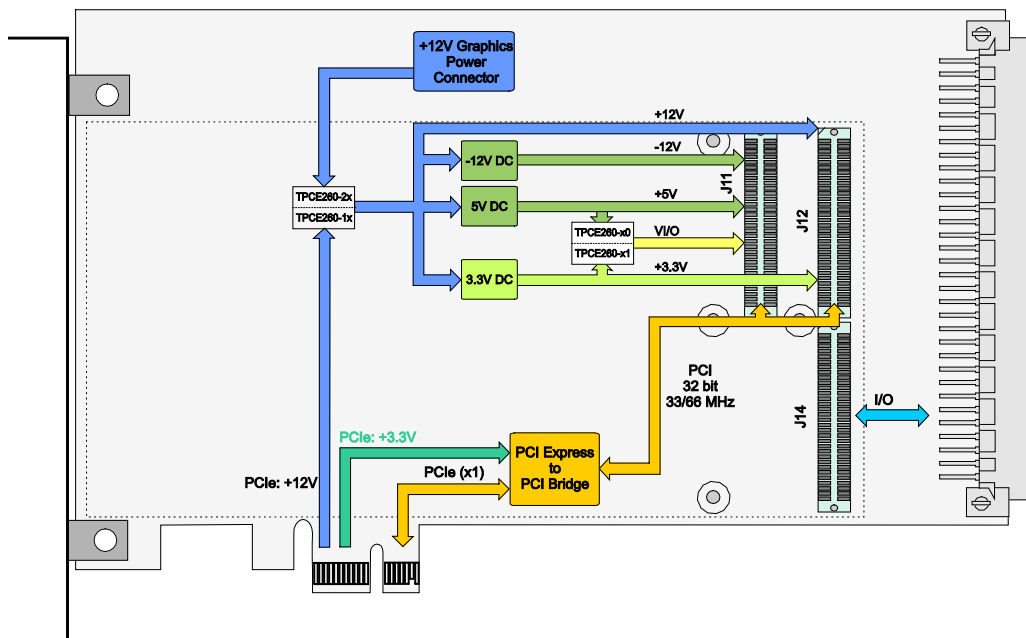 +12V Graphics
Power
Connector
+12V
-12V DC
-12V
J11
TPCE260-2x
TPCE260-1x
5V DC
+5V
J12
TPCE260-x0
TPCE260-x1
VI/O
3.3V DC
+3.3V
PCI
32 bit
33/66 MHz
I/O
J14
PCIe: +3.3V
PCI Express
to
PCI Bridge
PCIe (x1)
PCIe: +12V